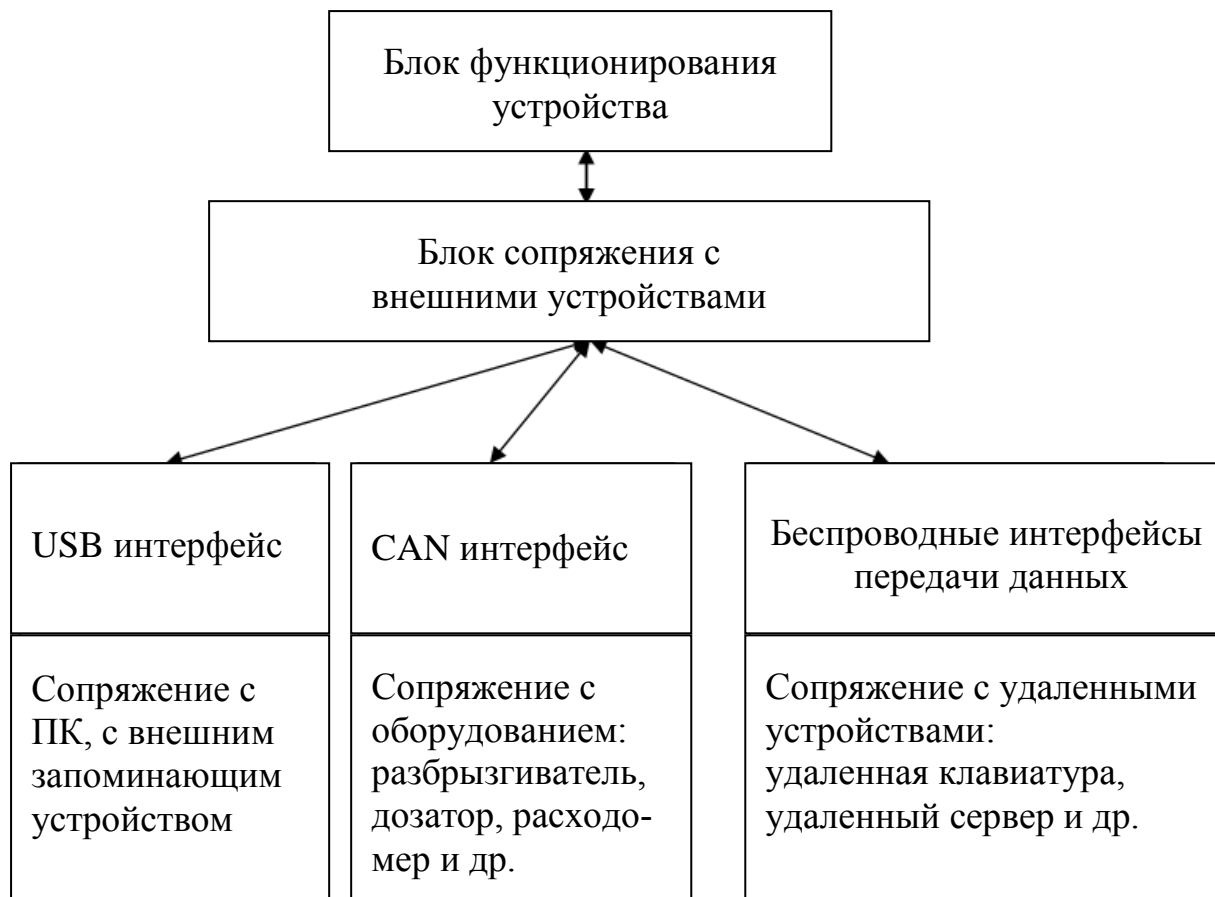 Блок функционирования
устройства
Блок сопряжения с
внешними устройствами
USB интерфейс
CAN интерфейс
Беспроводные интерфейсы
передачи данных
Сопряжение с
ПК, с внешним
запоминающим
устройством
Сопряжение с
оборудованием:
разбрызгиватель,
дозатор, расходо-
мер и др.
Сопряжение с удаленными
устройствами:
удаленная клавиатура,
удаленный сервер и др.